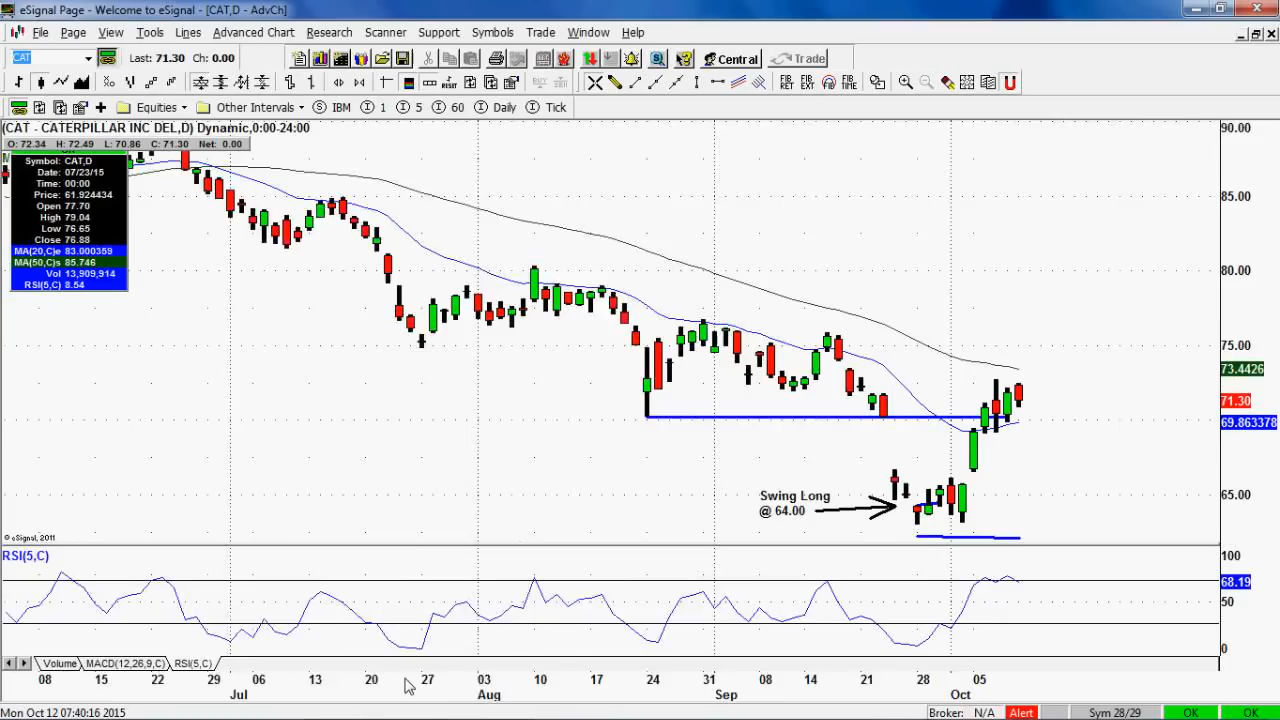 eSignal Page - Welcome to eSignal - [CAT,D - AdvCh]
File Page View Tools Lines Advanced Chart Research Scanner Support Symbols Trade Window Help
CAT Last: 71.30 Ch: 0.00 Central Trade
RESET BUY SELL FIB RET FIB EXT FIB TIME
Equities Other Intervals IBM 1 5 60 Daily Tick
(CAT - CATERPILLAR INC DEL,D) Dynamic,0:00-24:00
O: 72.34 H: 72.49 L: 70.86 C: 71.30 Net: 0.00
Symbol: CAT,D
Date: 07/23/15
Time: 00:00
Price: 61.924434
Open 77.70
High 79.04
Low 76.65
Close 76.88
MA(20,C)e 83.000359
MA(50,C)s 85.746
Vol 13,909,914
RSI(5,C) 8.54
90.00
85.00
80.00
75.00
73.4426
71.30
69.863378
65.00
Swing Long
@ 64.00
© eSignal, 2011
RSI(5,C)
100
68.19
50
0
Volume MACD(12,26,9,C) RSI(5,C)
08 15 22 29 06 13 20 27 03 10 17 24 31 08 14 21 28 05
Jul Aug Sep Oct
Mon Oct 12 07:40:16 2015 Broker: N/A Alert Sym 28/29 OK OK